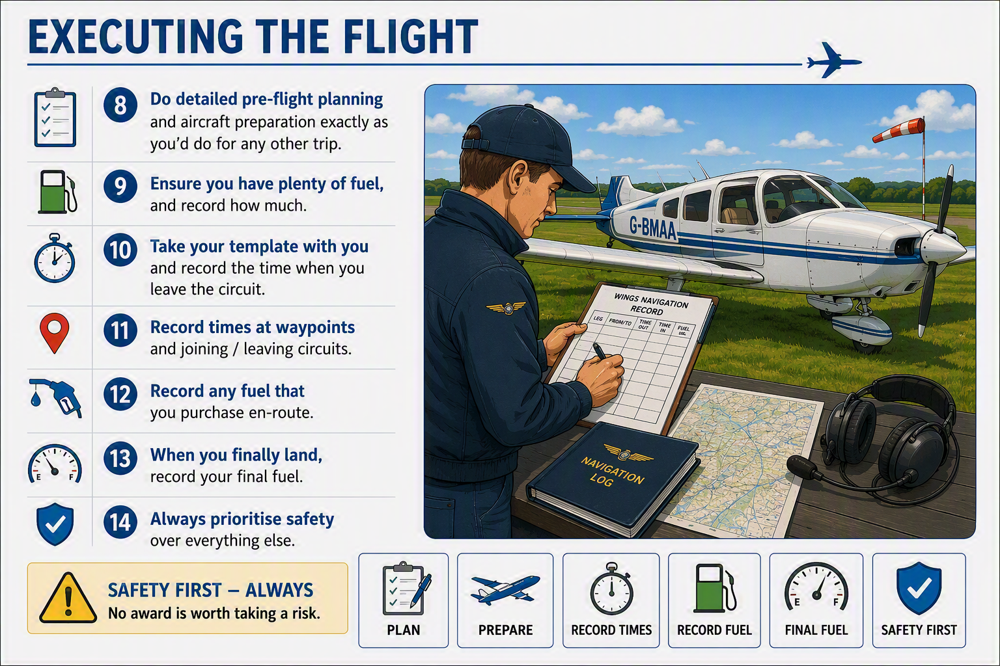 EXECUTING THE FLIGHT
8
Do detailed pre-flight planning
and aircraft preparation exactly as
you'd do for any other trip.
9
Ensure you have plenty of fuel,
and record how much.
10
Take your template with you
and record the time when you
leave the circuit.
11
Record times at waypoints
and joining / leaving circuits.
12
Record any fuel that
you purchase en-route.
13
When you finally land,
record your final fuel.
E F
14
Always prioritise safety
over everything else.
SAFETY FIRST – ALWAYS
No award is worth taking a risk.
G-BMAA
WINGS NAVIGATION
RECORD
LEG FROM/TO TIME OUT TIME IN FUEL
NAVIGATION
LOG
PLAN
PREPARE
RECORD TIMES
RECORD FUEL
E F
FINAL FUEL
SAFETY FIRST